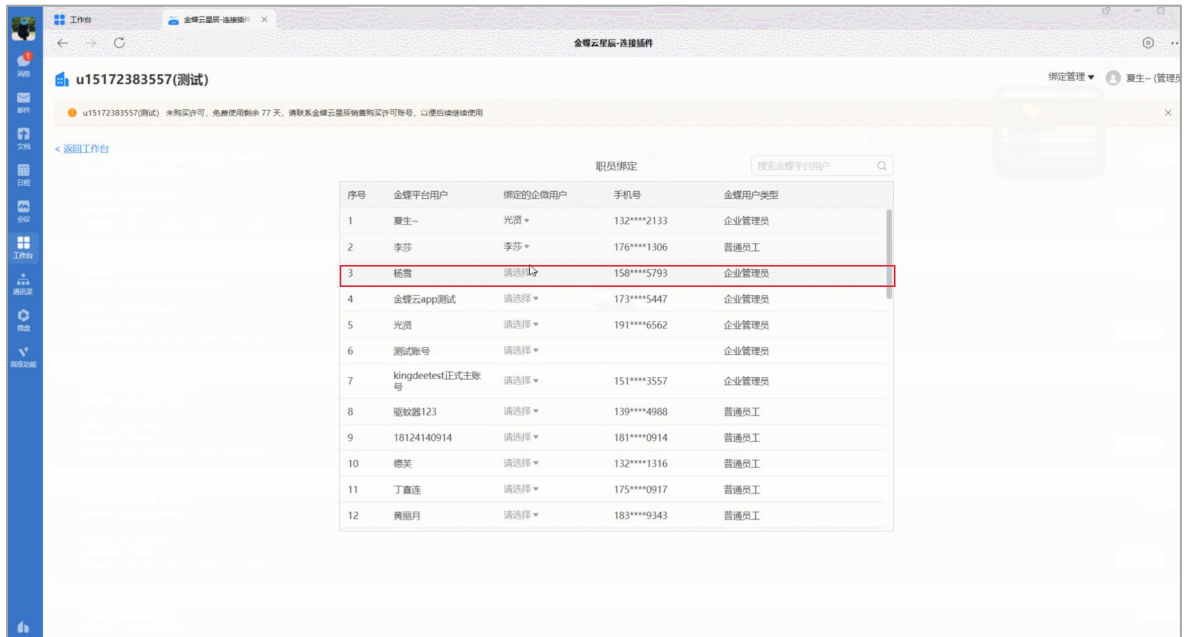 工作台
金蝶云星辰-连接插件
金蝶云星辰-连接插件
消息
邮件
文档
日程
会议
工作台
通讯录
微盘
高级功能
u15172383557(测试)
绑定管理
夏生~ (管理员
u15172383557(测试) 未购买许可，免费使用剩余 77 天，请联系金蝶云星辰销售购买许可账号，以便后续继续使用
< 返回工作台
职员绑定
搜索金蝶平台用户
序号 金蝶平台用户 绑定的企微用户 手机号 金蝶用户类型
1 夏生~ 光贤 132****2133 企业管理员
2 李莎 李莎 176****1306 普通员工
3 杨雪 请选择 158****5793 企业管理员
4 金蝶云app测试 请选择 173****5447 企业管理员
5 光贤 请选择 191****6562 企业管理员
6 测试账号 请选择 企业管理员
7 kingdeetest正式主账
号 请选择 151****3557 企业管理员
8 驱蚊器123 请选择 139****4988 普通员工
9 18124140914 请选择 181****0914 普通员工
10 德芙 请选择 132****1316 普通员工
11 丁喜连 请选择 175****0917 普通员工
12 黄丽月 请选择 183****9343 普通员工